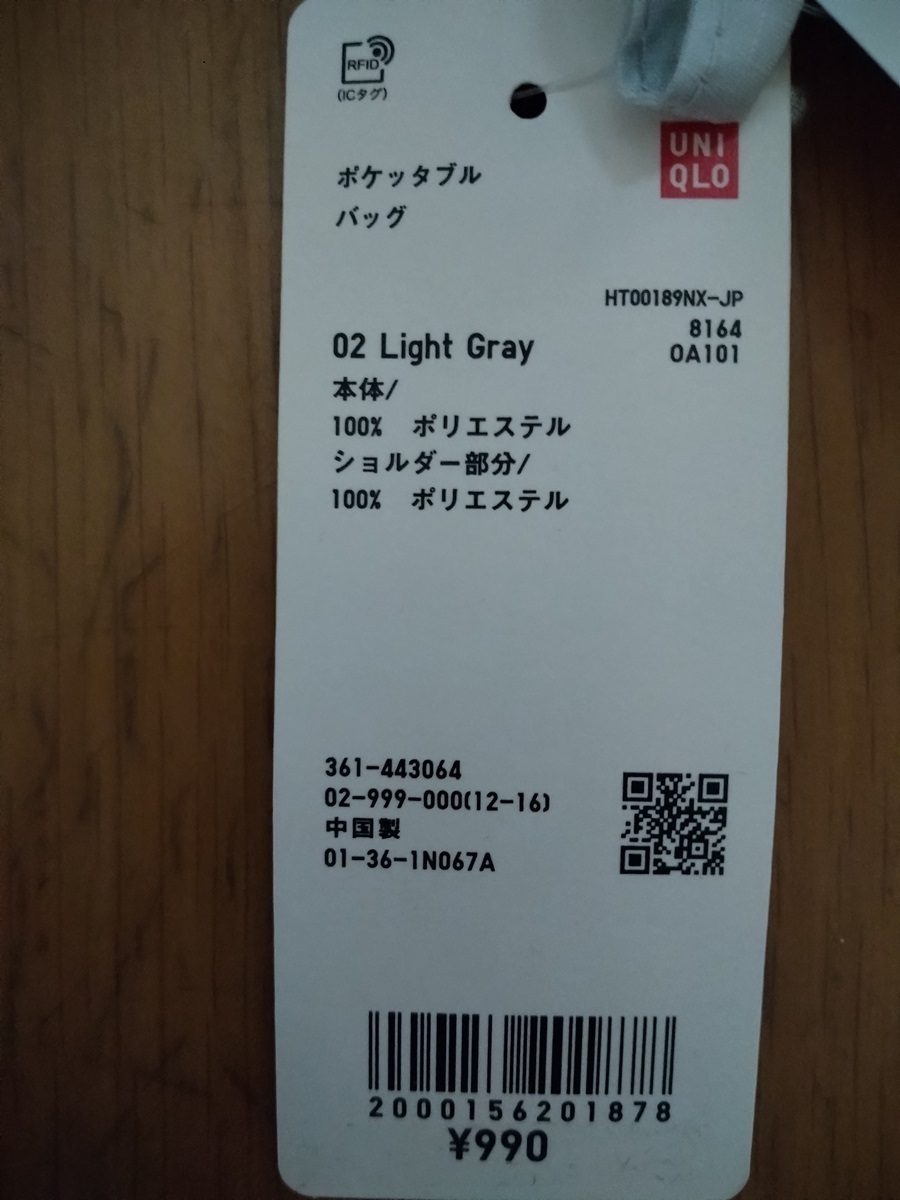 RFID
(ICタグ)
UNI
QLO
ポケッタブル
バッグ
HT00189NX-JP
8164
0A101
02 Light Gray
本体/
100% ポリエステル
ショルダー部分/
100% ポリエステル
361-443064
02-999-000(12-16)
中国製
01-36-1N067A
2000156201878
¥990